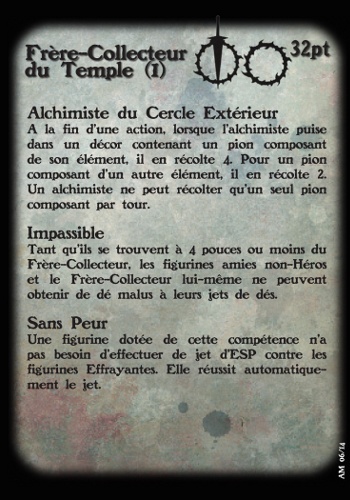 Frère-Collecteur
du Temple (1)
32pt
Alchimiste du Cercle Extérieur
A la fin d'une action, lorsque l'alchimiste puise
dans un décor contenant un pion composant
de son élément, il en récolte 4. Pour un pion
composant d'un autre élément, il en récolte 2.
Un alchimiste ne peut récolter qu'un seul pion
composant par tour.
Impassible
Tant qu'ils se trouvent à 4 pouces ou moins du
Frère-Collecteur, les figurines amies non-Héros
et le Frère-Collecteur lui-même ne peuvent
obtenir de dé malus à leurs jets de dés.
Sans Peur
Une figurine dotée de cette compétence n'a
pas besoin d'effectuer de jet d'ESP contre les
figurines Effrayantes. Elle réussit automatique-
ment le jet.
AM 06/14